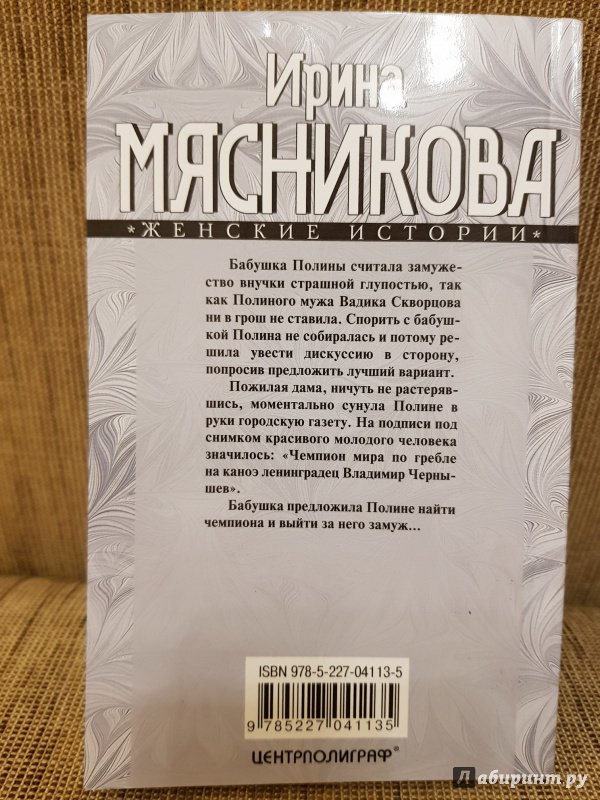 Ирина
МЯСНИКОВА
*ЖЕНСКИЕ ИСТОРИИ*
Бабушка Полины считала замуже-
ство внучки страшной глупостью, так
как Полиного мужа Вадика Скворцова
ни в грош не ставила. Спорить с бабуш-
кой Полина не собиралась и потому ре-
шила увести дискуссию в сторону,
попросив предложить лучший вариант.
Пожилая дама, ничуть не растеряв-
шись, моментально сунула Полине в
руки городскую газету. На подписи под
снимком красивого молодого человека
значилось: «Чемпион мира по гребле
на каноэ ленинградец Владимир Черны-
шев».
Бабушка предложила Полине найти
чемпиона и выйти за него замуж...
ISBN 978-5-227-04113-5
9 785227 041135
ЦЕНТРПОЛИГРАФ®
Лабиринт.ру